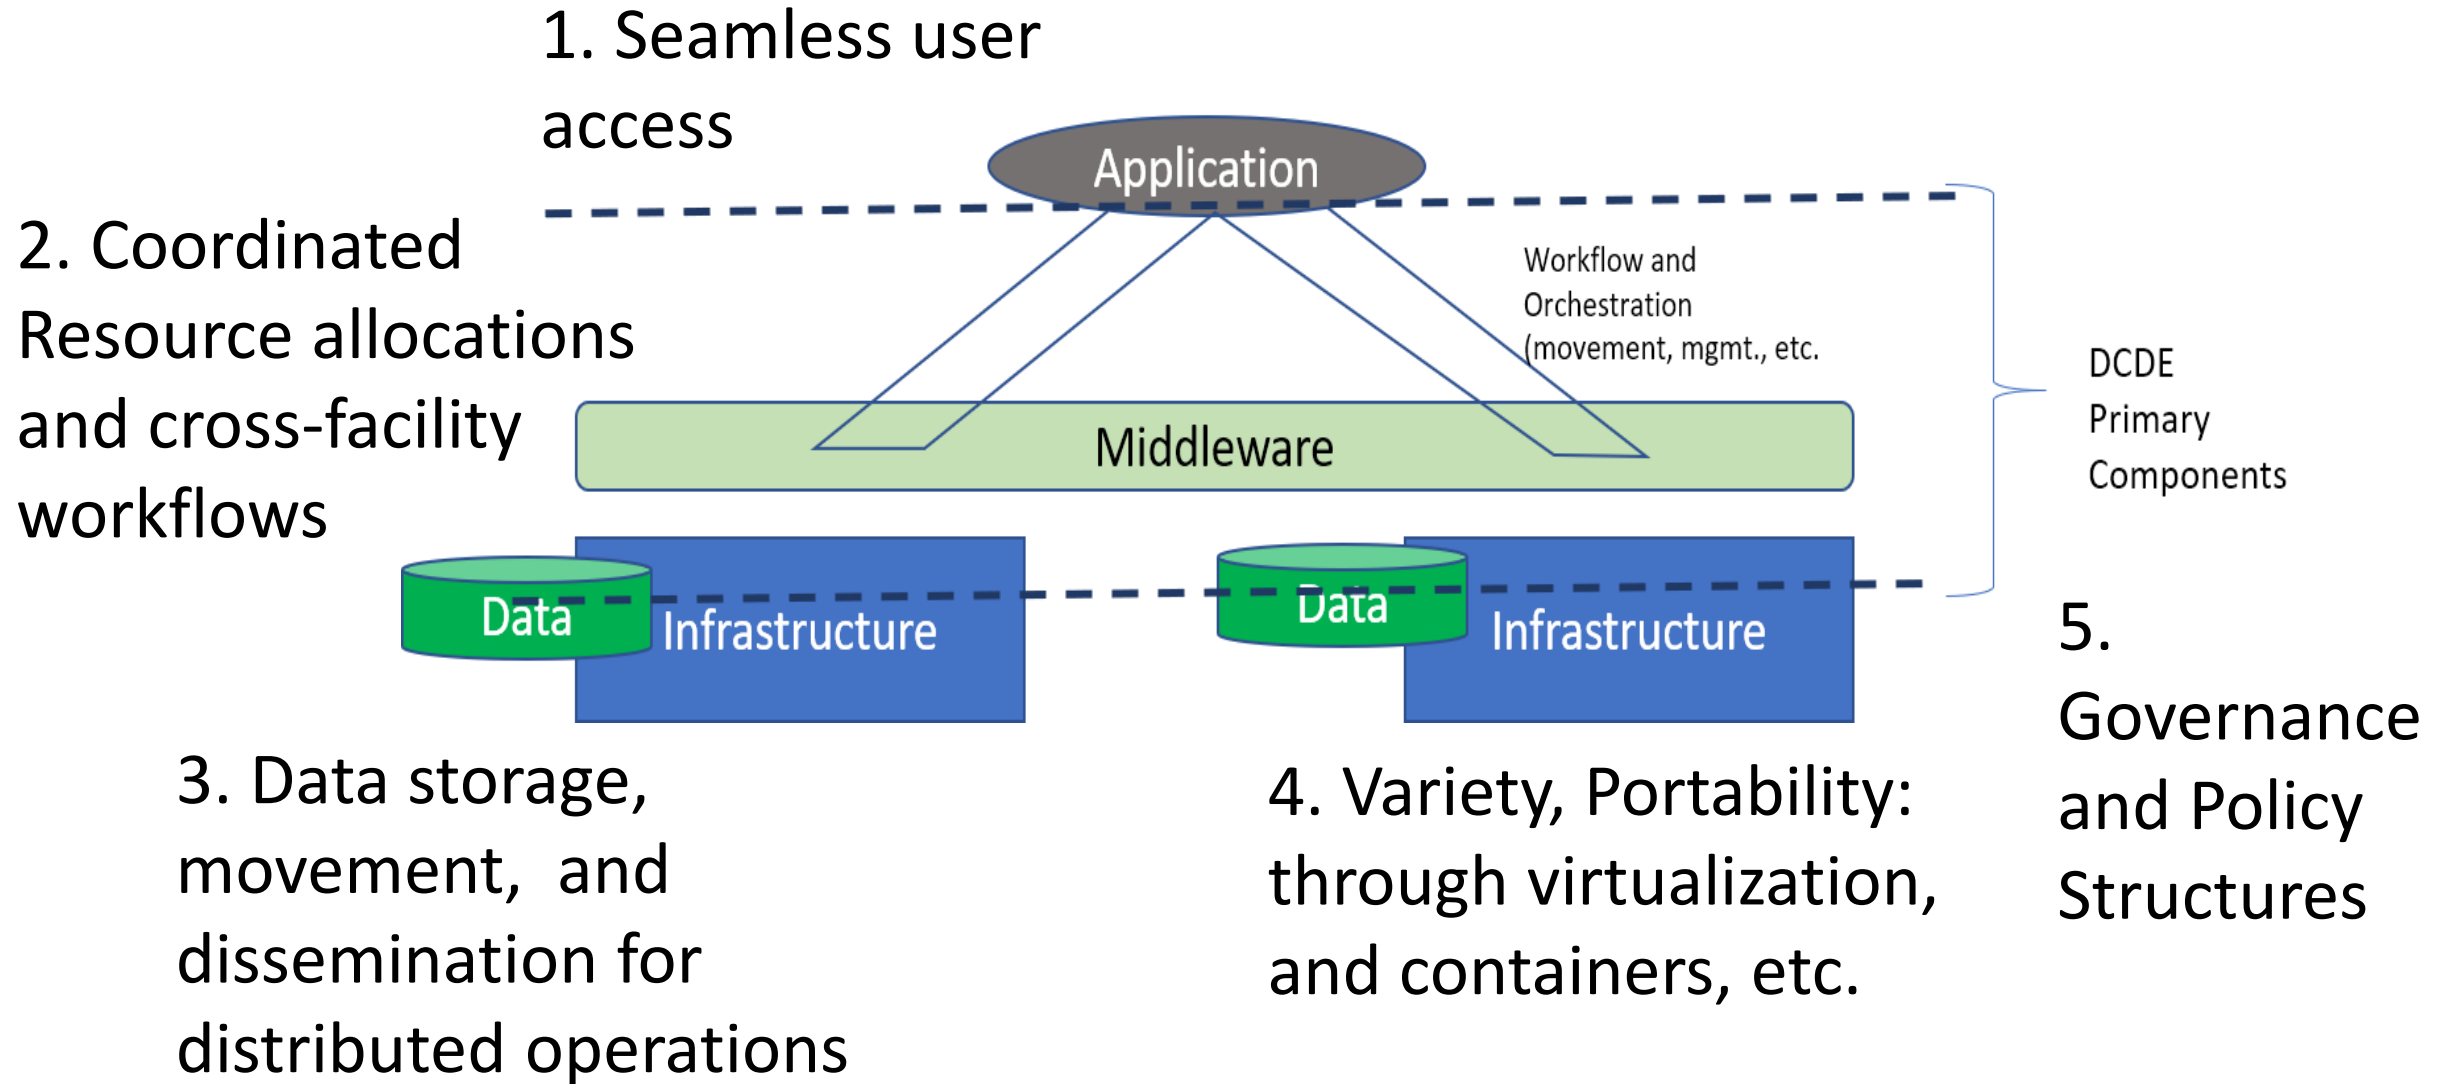 1. Seamless user
access
Application
2. Coordinated
Resource allocations
and cross-facility
workflows
Workflow and
Orchestration
(movement, mgmt., etc.
DCDE
Primary
Components
Middleware
Data
Infrastructure
Data
Infrastructure
3. Data storage,
movement,  and
dissemination for
distributed operations
4. Variety, Portability:
through virtualization,
and containers, etc.
5.
Governance
and Policy
Structures